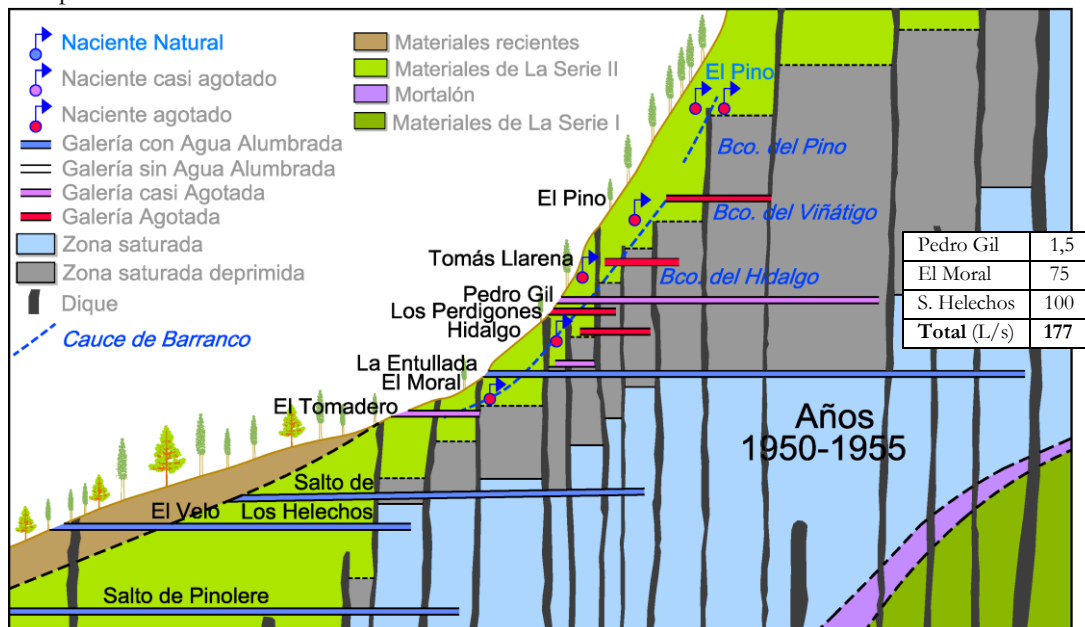 Naciente Natural
Naciente casi agotado
Naciente agotado
Galería con Agua Alumbrada
Galería sin Agua Alumbrada
Galería casi Agotada
Galería Agotada
Zona saturada
Zona saturada deprimida
Dique
Cauce de Barranco
Materiales recientes
Materiales de La Serie II
Mortalón
Materiales de La Serie I
El Pino
Bco. del Pino
El Pino
Bco. del Viñátigo
Tomás Llarena
Bco. del Hidalgo
Pedro Gil
Los Perdigones
Hidalgo
La Entullada
El Moral
El Tomadero
Salto de
Los Helechos
El Velo
Salto de Pinolere
Años
1950-1955
Pedro Gil 1,5
El Moral 75
S. Helechos 100
Total (L/s) 177